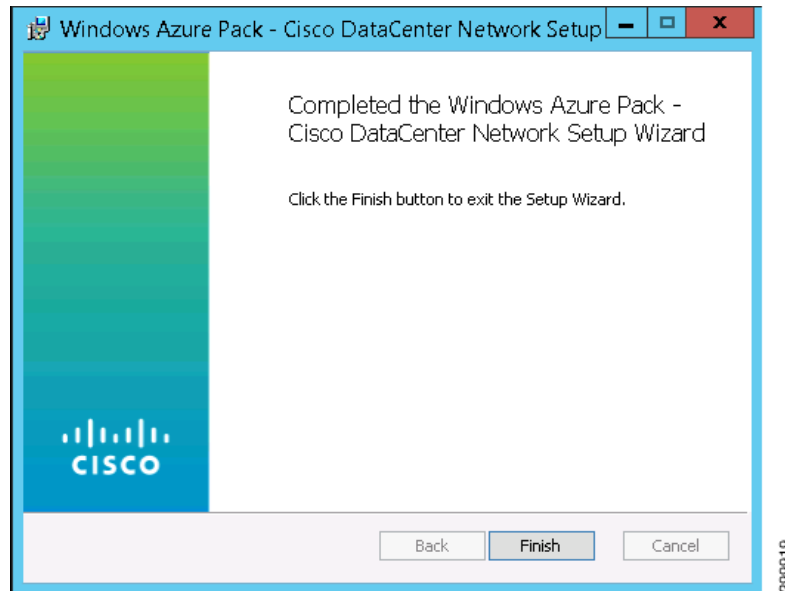 Windows Azure Pack - Cisco DataCenter Network Setup
Completed the Windows Azure Pack -
Cisco DataCenter Network Setup Wizard
Click the Finish button to exit the Setup Wizard.
CISCO
Back
Finish
Cancel